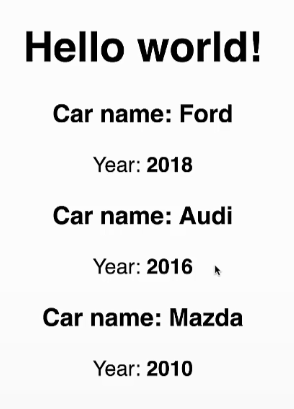 Hello world!
Car name: Ford
Year: 2018
Car name: Audi
Year: 2016
Car name: Mazda
Year: 2010